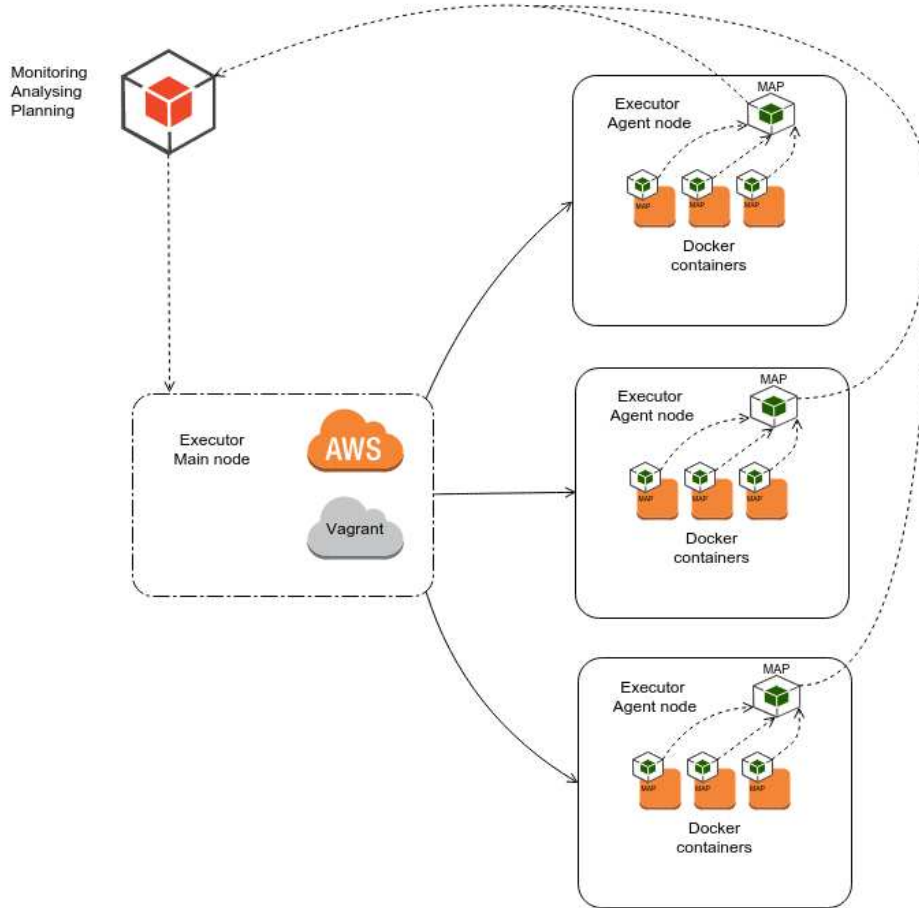 Monitoring
Analysing
Planning
MAP
Executor
Agent node
MAP
MAP
MAP
Docker
containers
Executor
Main node
AWS
Vagrant
MAP
Executor
Agent node
MAP
MAP
MAP
Docker
containers
MAP
Executor
Agent node
MAP
MAP
MAP
Docker
containers